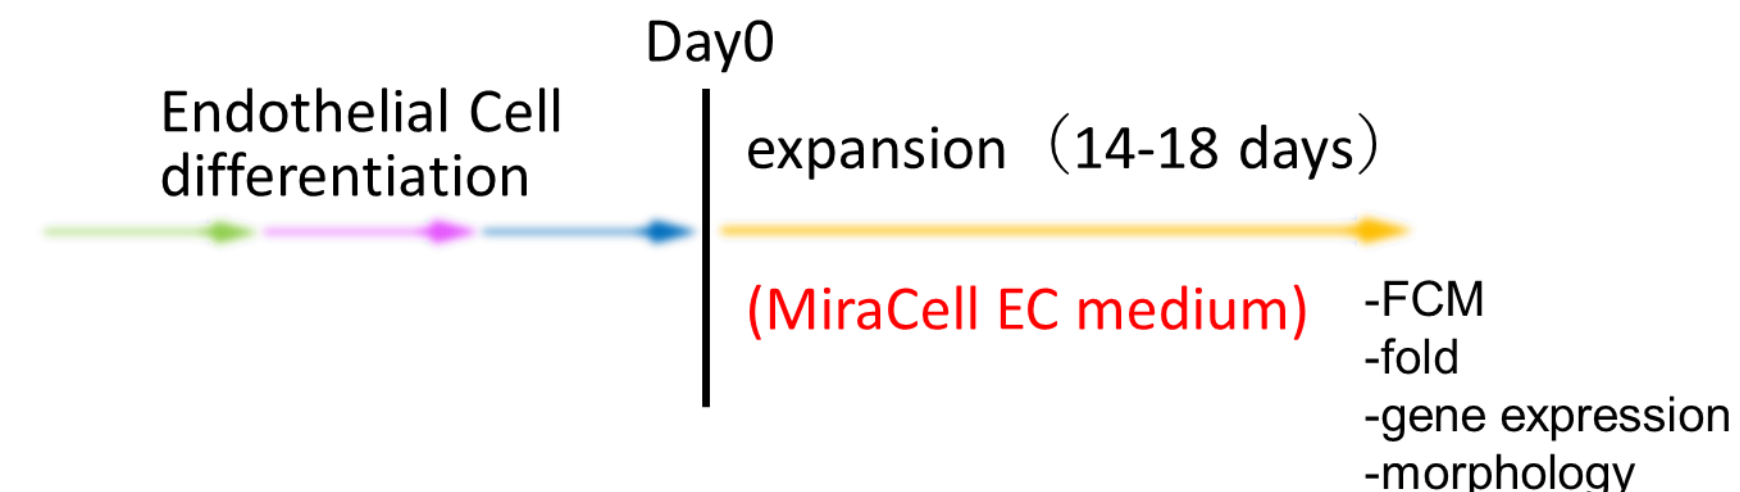 Day0
Endothelial Cell
differentiation
expansion（14-18 days）
(MiraCell EC medium)
-FCM
-fold
-gene expression
-morphology